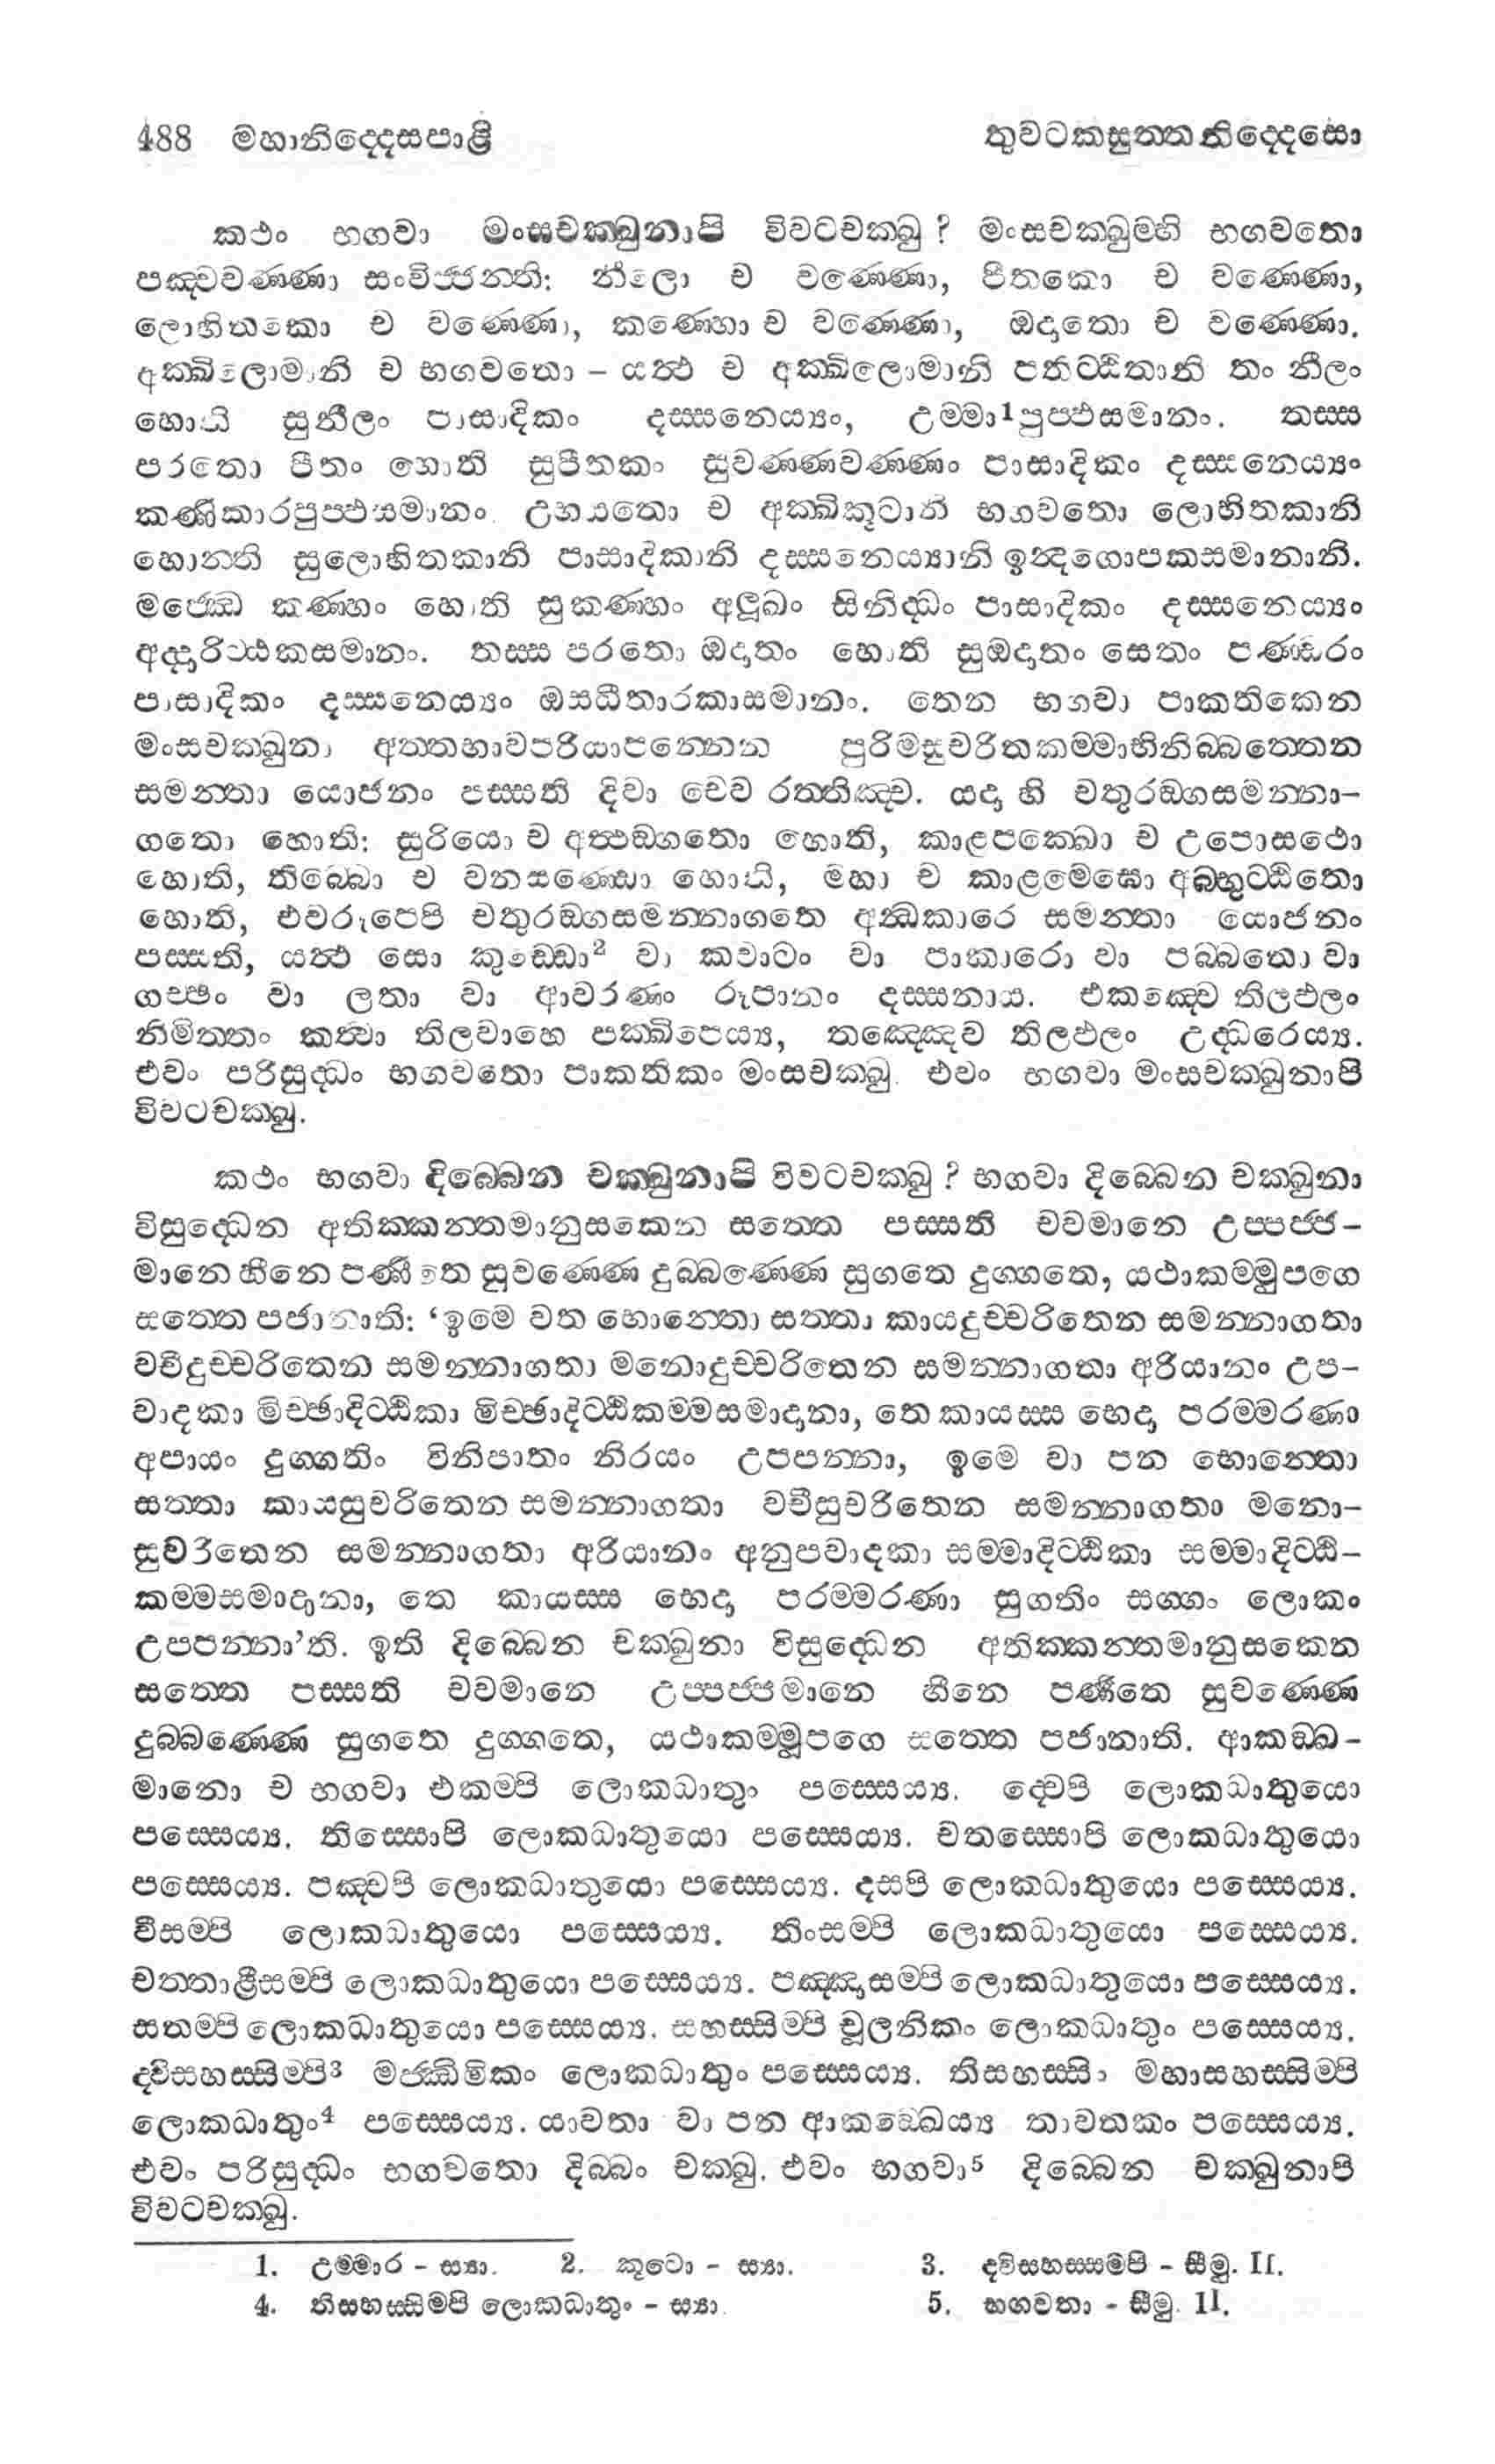 488 මහානිද්දෙසපාළි තුවටකසුත්තනිද්දෙසො
කථං භගවා මංසචක්ඛුනාපි විවටචක්ඛු ? මංසචක්ඛුම්හි භගවතො
පඤ්චවණ්ණා සංවිජ්ජන්ති: නීලො ච වණ්ණො, පීතකො ච වණ්ණො,
ලොහිතකො ච වණ්ණො, කණ්හො ච වණ්ණො, ඔදාතො ච වණ්ණො.
අක්ඛිලොමානි ච භගවතො – යත්ථ ච අක්ඛිලොමානි පතිට්ඨිතානි තං නීලං
හොති සුනීලං පාසාදිකං දස්සනෙය්‍යං, උම්මා1පුප්ඵසමානං. තස්ස
පරතො පීතං හොති සුපීතකං සුවණ්ණවණ්ණං පාසාදිකං දස්සනෙය්‍යං
කණිකාරපුප්ඵසමානං. උභයතො ච අක්ඛිකූටානි භගවතො ලොහිතකානි
හොන්ති සුලොහිතකානි පාසාදිකානි දස්සනෙය්‍යානි ඉන්දගොපකසමානානි.
මජ්ඣෙ කණ්හං හොති සුකණ්හං අලූඛං සිනිද්ධං පාසාදිකං දස්සනෙය්‍යං
අද්දාරිට්ඨකසමානං. තස්ස පරතො ඔදාතං හොති සුඔදාතං සෙතං පණ්ඩරං
පාසාදිකං දස්සනෙය්‍යං ඔසධීතාරකාසමානං. තෙන භගවා පාකතිකෙන
මංසචක්ඛුනා අත්තභාවපරියාපන්නෙන පුරිමසුචරිතකම්මාභිනිබ්බත්තෙන
සමන්තා යොජනං පස්සති දිවා චෙව රත්තිඤ්ච. යදා හි චතුරඞ්ගසමන්නා–
ගතො හොති: සුරියො ච අත්ථඞ්ගතො හොති, කාළපක්ඛො ච උපොසථො
හොති, තිබ්බො ච වනසණ්ඩො හොති, මහා ච කාළමෙඝො අබ්භුට්ඨිතො
හොති, එවරූපෙපි චතුරඞ්ගසමන්නාගතෙ අන්ධකාරෙ සමන්තා යොජනං
පස්සති, යත්ථ සො කුඩ්ඩො2 වා කවාටං වා පාකාරො වා පබ්බතො වා
ගච්ඡං වා ලතා වා ආවරණං රූපානං දස්සනාය. එකඤ්චෙ තිලඵලං
නිමිත්තං කත්වා තිලවාහෙ පක්ඛිපෙය්‍ය, තඤ්ඤෙව තිලඵලං උද්ධරෙය්‍ය.
එවං පරිසුද්ධං භගවතො පාකතිකං මංසචක්ඛු. එවං භගවා මංසචක්ඛුනාපි
විවටචක්ඛු.
කථං භගවා දිබ්බෙන චක්ඛුනාපි විවටචක්ඛු ? භගවා දිබ්බෙන චක්ඛුනා
විසුද්ධෙන අතික්කන්තමානුසකෙන සත්තෙ පස්සති චවමානෙ උප්පජ්ජ–
මානෙ හීනෙ පණීතෙ සුවණ්ණෙ දුබ්බණ්ණෙ සුගතෙ දුග්ගතෙ, යථාකම්මූපගෙ
සත්තෙ පජානාති: ‘ඉමෙ වත භොන්තො සත්තා කායදුච්චරිතෙන සමන්නාගතා
වචීදුච්චරිතෙන සමන්නාගතා මනොදුච්චරිතෙන සමන්නාගතා අරියානං උප–
වාදකා මිච්ඡාදිට්ඨිකා මිච්ඡාදිට්ඨිකම්මසමාදානා, තෙ කායස්ස භෙදා පරම්මරණා
අපායං දුග්ගතිං විනිපාතං නිරයං උපපන්නා, ඉමෙ වා පන භොන්තො
සත්තා කායසුචරිතෙන සමන්නාගතා වචීසුචරිතෙන සමන්නාගතා මනො–
සුචරිතෙන සමන්නාගතා අරියානං අනුපවාදකා සම්මාදිට්ඨිකා සම්මාදිට්ඨි–
කම්මසමාදානා, තෙ කායස්ස භෙදා පරම්මරණා සුගතිං සග්ගං ලොකං
උපපන්නා’ති. ඉති දිබ්බෙන චක්ඛුනා විසුද්ධෙන අතික්කන්තමානුසකෙන
සත්තෙ පස්සති චවමානෙ උප්පජ්ජමානෙ හීනෙ පණීතෙ සුවණ්ණෙ
දුබ්බණ්ණෙ සුගතෙ දුග්ගතෙ, යථාකම්මූපගෙ සත්තෙ පජානාති. ආකඞ්ඛ–
මානො ච භගවා එකම්පි ලොකධාතුං පස්සෙය්‍ය. ද්වෙපි ලොකධාතුයො
පස්සෙය්‍ය. තිස්සොපි ලොකධාතුයො පස්සෙය්‍ය. චතස්සොපි ලොකධාතුයො
පස්සෙය්‍ය. පඤ්චපි ලොකධාතුයො පස්සෙය්‍ය. දසපි ලොකධාතුයො පස්සෙය්‍ය.
වීසම්පි ලොකධාතුයො පස්සෙය්‍ය. තිංසම්පි ලොකධාතුයො පස්සෙය්‍ය.
චත්තාළීසම්පි ලොකධාතුයො පස්සෙය්‍ය. පඤ්ඤාසම්පි ලොකධාතුයො පස්සෙය්‍ය.
සතම්පි ලොකධාතුයො පස්සෙය්‍ය. සහස්සිම්පි චූලනිකං ලොකධාතුං පස්සෙය්‍ය.
ද්විසහස්සිම්පි3 මජ්ඣිමිකං ලොකධාතුං පස්සෙය්‍ය. තිසහස්සිං මහාසහස්සිම්පි
ලොකධාතුං4 පස්සෙය්‍ය. යාවතා වා පන ආකඞ්ඛෙය්‍ය තාවතකං පස්සෙය්‍ය.
එවං පරිසුද්ධං භගවතො දිබ්බං චක්ඛු. එවං භගවා5 දිබ්බෙන චක්ඛුනාපි
විවටචක්ඛු.
1. උම්මාර – ස්‍යා. 2. කූටො – ස්‍යා. 3. ද්විසහස්සම්පි – සීමු. II.
4. තිසහස්සිම්පි ලොකධාතුං – ස්‍යා. 5. භගවතා – සීමු. II.